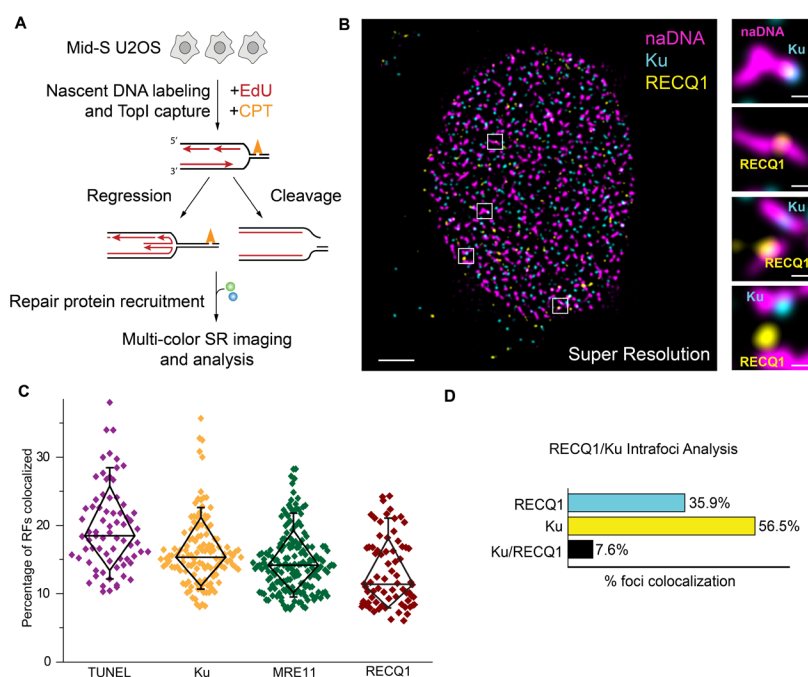 A
Mid-S U2OS
Nascent DNA labeling +EdU
and TopI capture +CPT
5'
3'
Regression
Cleavage
Repair protein recruitment
Multi-color SR imaging
and analysis
B
naDNA
Ku
RECQ1
Super Resolution
naDNA
Ku
RECQ1
Ku
RECQ1
Ku
RECQ1
C
Percentage of RFs colocalized
30
20
10
0
TUNEL
Ku
MRE11
RECQ1
D
RECQ1/Ku Intrafoci Analysis
RECQ1 35.9%
Ku 56.5%
Ku/RECQ1 7.6%
% foci colocalization